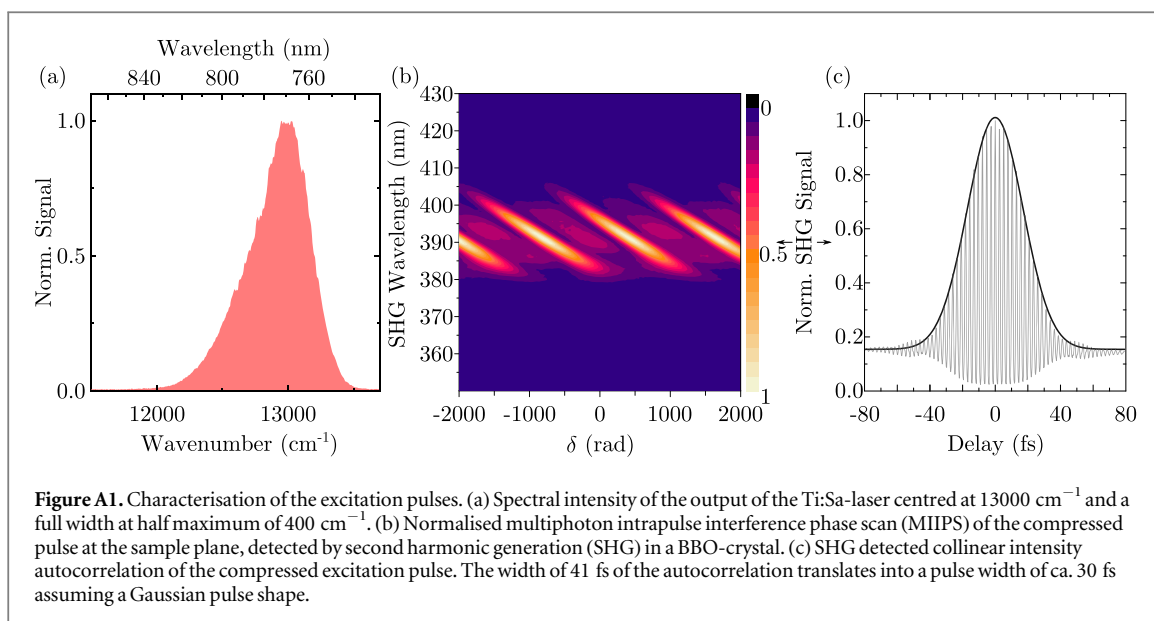 Wavelength (nm)
(a)
840 800 760
1.0
0.5
0.0
Norm. Signal
12000 13000
Wavenumber (cm-1)
(b)
430
420
410
400
390
380
370
360
SHG Wavelength (nm)
-2000 -1000 0 1000 2000
δ (rad)
0
0.5
1
(c)
Norm. SHG Signal
1.0
0.8
0.6
0.4
0.2
0.0
-80 -40 0 40 80
Delay (fs)
Figure A1. Characterisation of the excitation pulses. (a) Spectral intensity of the output of the Ti:Sa-laser centred at 13000 cm−1 and a
full width at half maximum of 400 cm−1. (b) Normalised multiphoton intrapulse interference phase scan (MIIPS) of the compressed
pulse at the sample plane, detected by second harmonic generation (SHG) in a BBO-crystal. (c) SHG detected collinear intensity
autocorrelation of the compressed excitation pulse. The width of 41 fs of the autocorrelation translates into a pulse width of ca. 30 fs
assuming a Gaussian pulse shape.